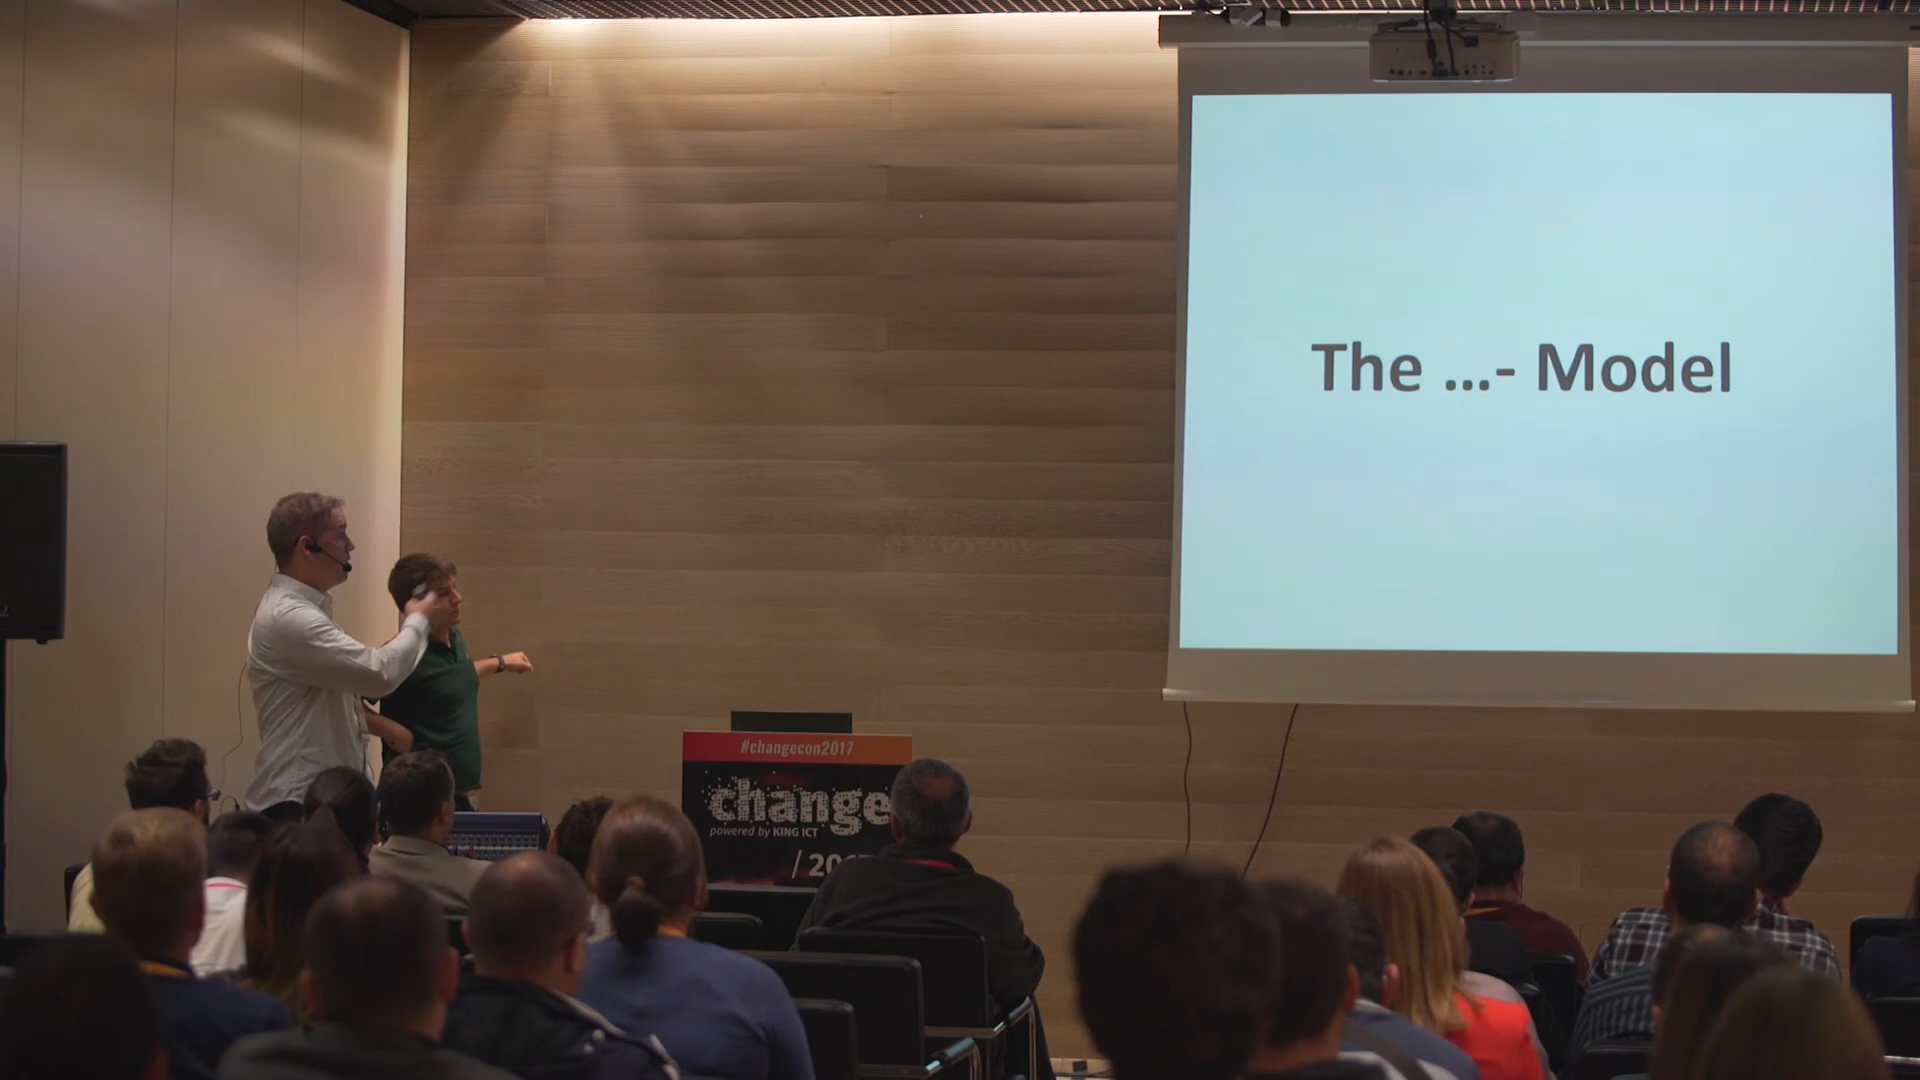 The ...- Model
#changecon2017
change
powered by KING ICT